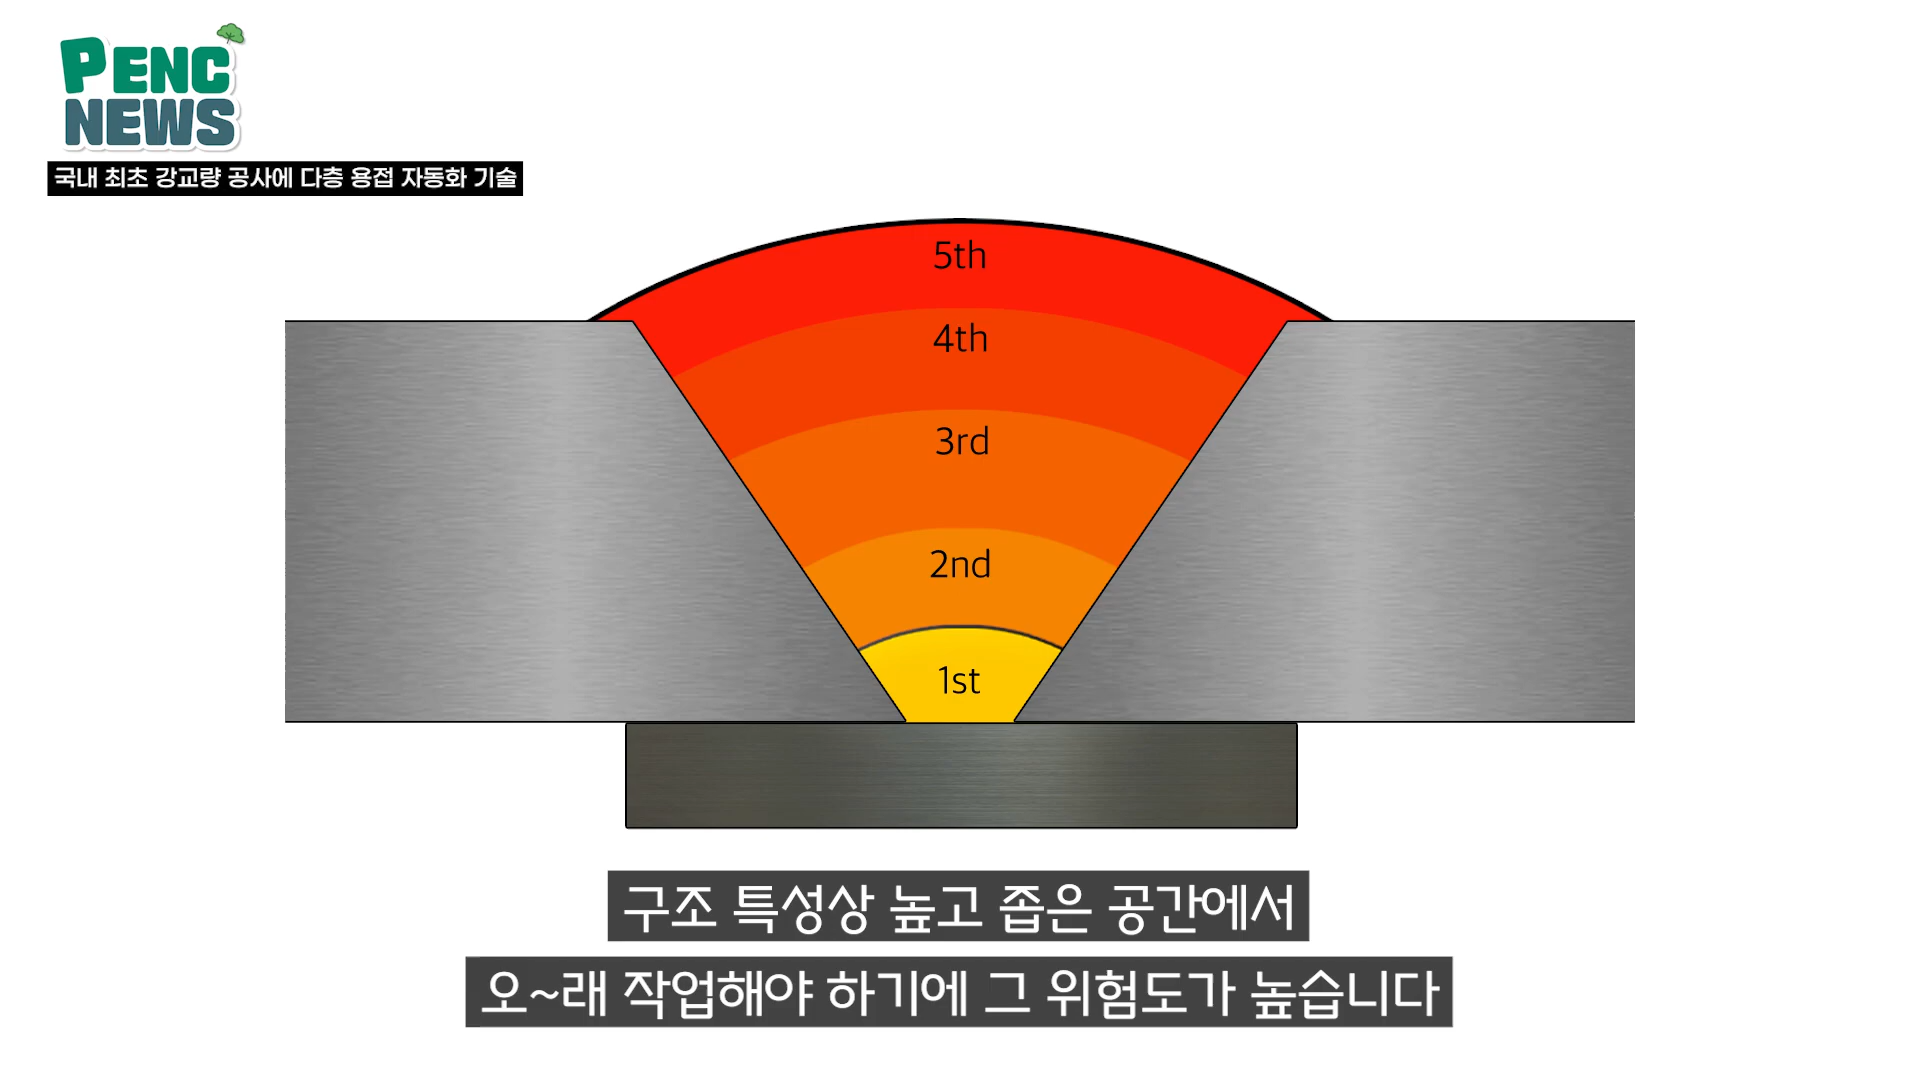 PENC
NEWS
국내 최초 강교량 공사에 다층 용접 자동화 기술
5th
4th
3rd
2nd
1st
구조 특성상 높고 좁은 공간에서
오~래 작업해야 하기에 그 위험도가 높습니다